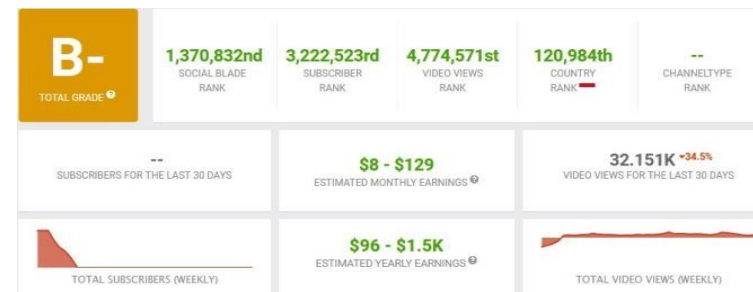 B-
TOTAL GRADE
1,370,832nd
SOCIAL BLADE
RANK
3,222,523rd
SUBSCRIBER
RANK
4,774,571st
VIDEO VIEWS
RANK
120,984th
COUNTRY
RANK
--
CHANNELTYPE
RANK
--
SUBSCRIBERS FOR THE LAST 30 DAYS
$8 - $129
ESTIMATED MONTHLY EARNINGS ?
32.151K -34.5%
VIDEO VIEWS FOR THE LAST 30 DAYS
TOTAL SUBSCRIBERS (WEEKLY)
$96 - $1.5K
ESTIMATED YEARLY EARNINGS ?
TOTAL VIDEO VIEWS (WEEKLY)